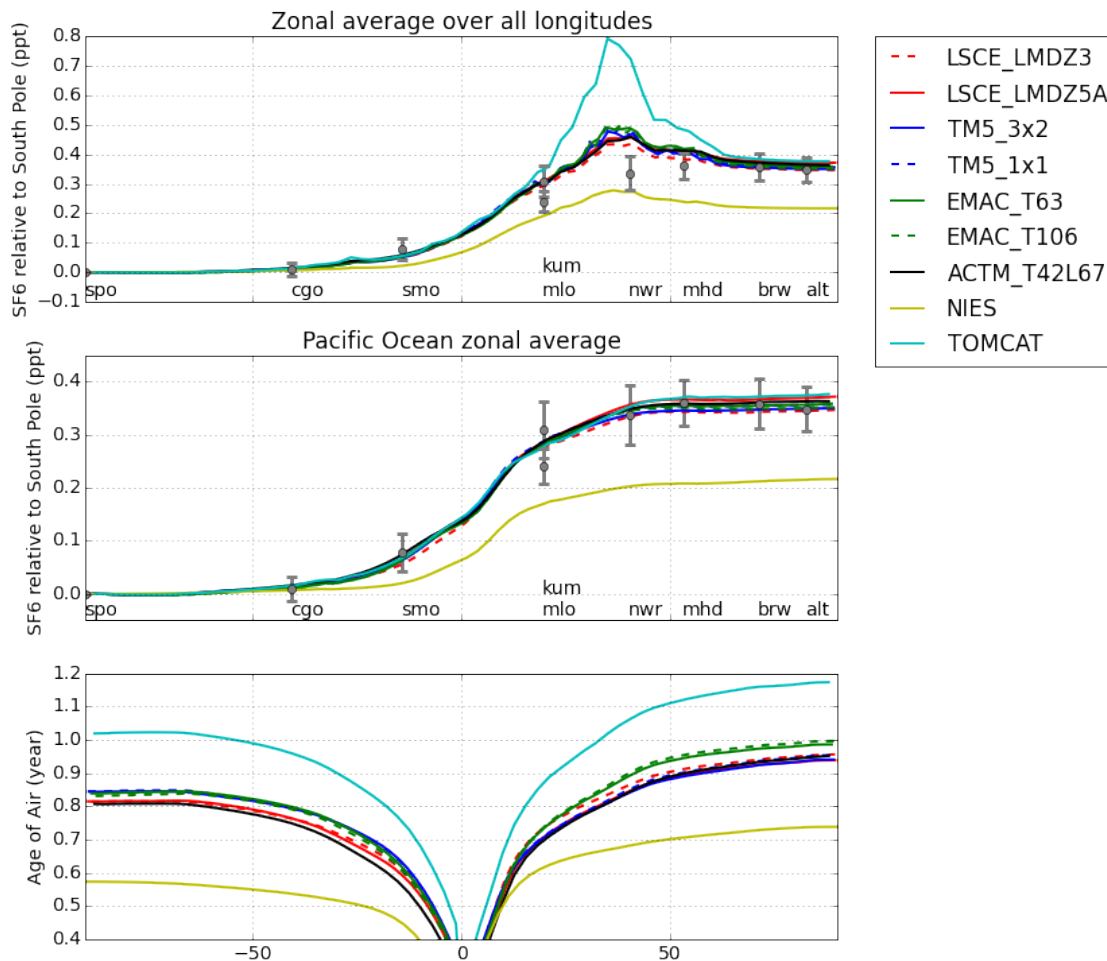 Zonal average over all longitudes
SF6 relative to South Pole (ppt)
0.8
0.7
0.6
0.5
0.4
0.3
0.2
0.1
0.0
−0.1
kum
spo cgo smo mlo nwr mhd brw alt
LSCE_LMDZ3
LSCE_LMDZ5A
TM5_3x2
TM5_1x1
EMAC_T63
EMAC_T106
ACTM_T42L67
NIES
TOMCAT
Pacific Ocean zonal average
SF6 relative to South Pole (ppt)
0.4
0.3
0.2
0.1
0.0
kum
spo cgo smo mlo nwr mhd brw alt
Age of Air (year)
1.2
1.1
1.0
0.9
0.8
0.7
0.6
0.5
0.4
−50 0 50